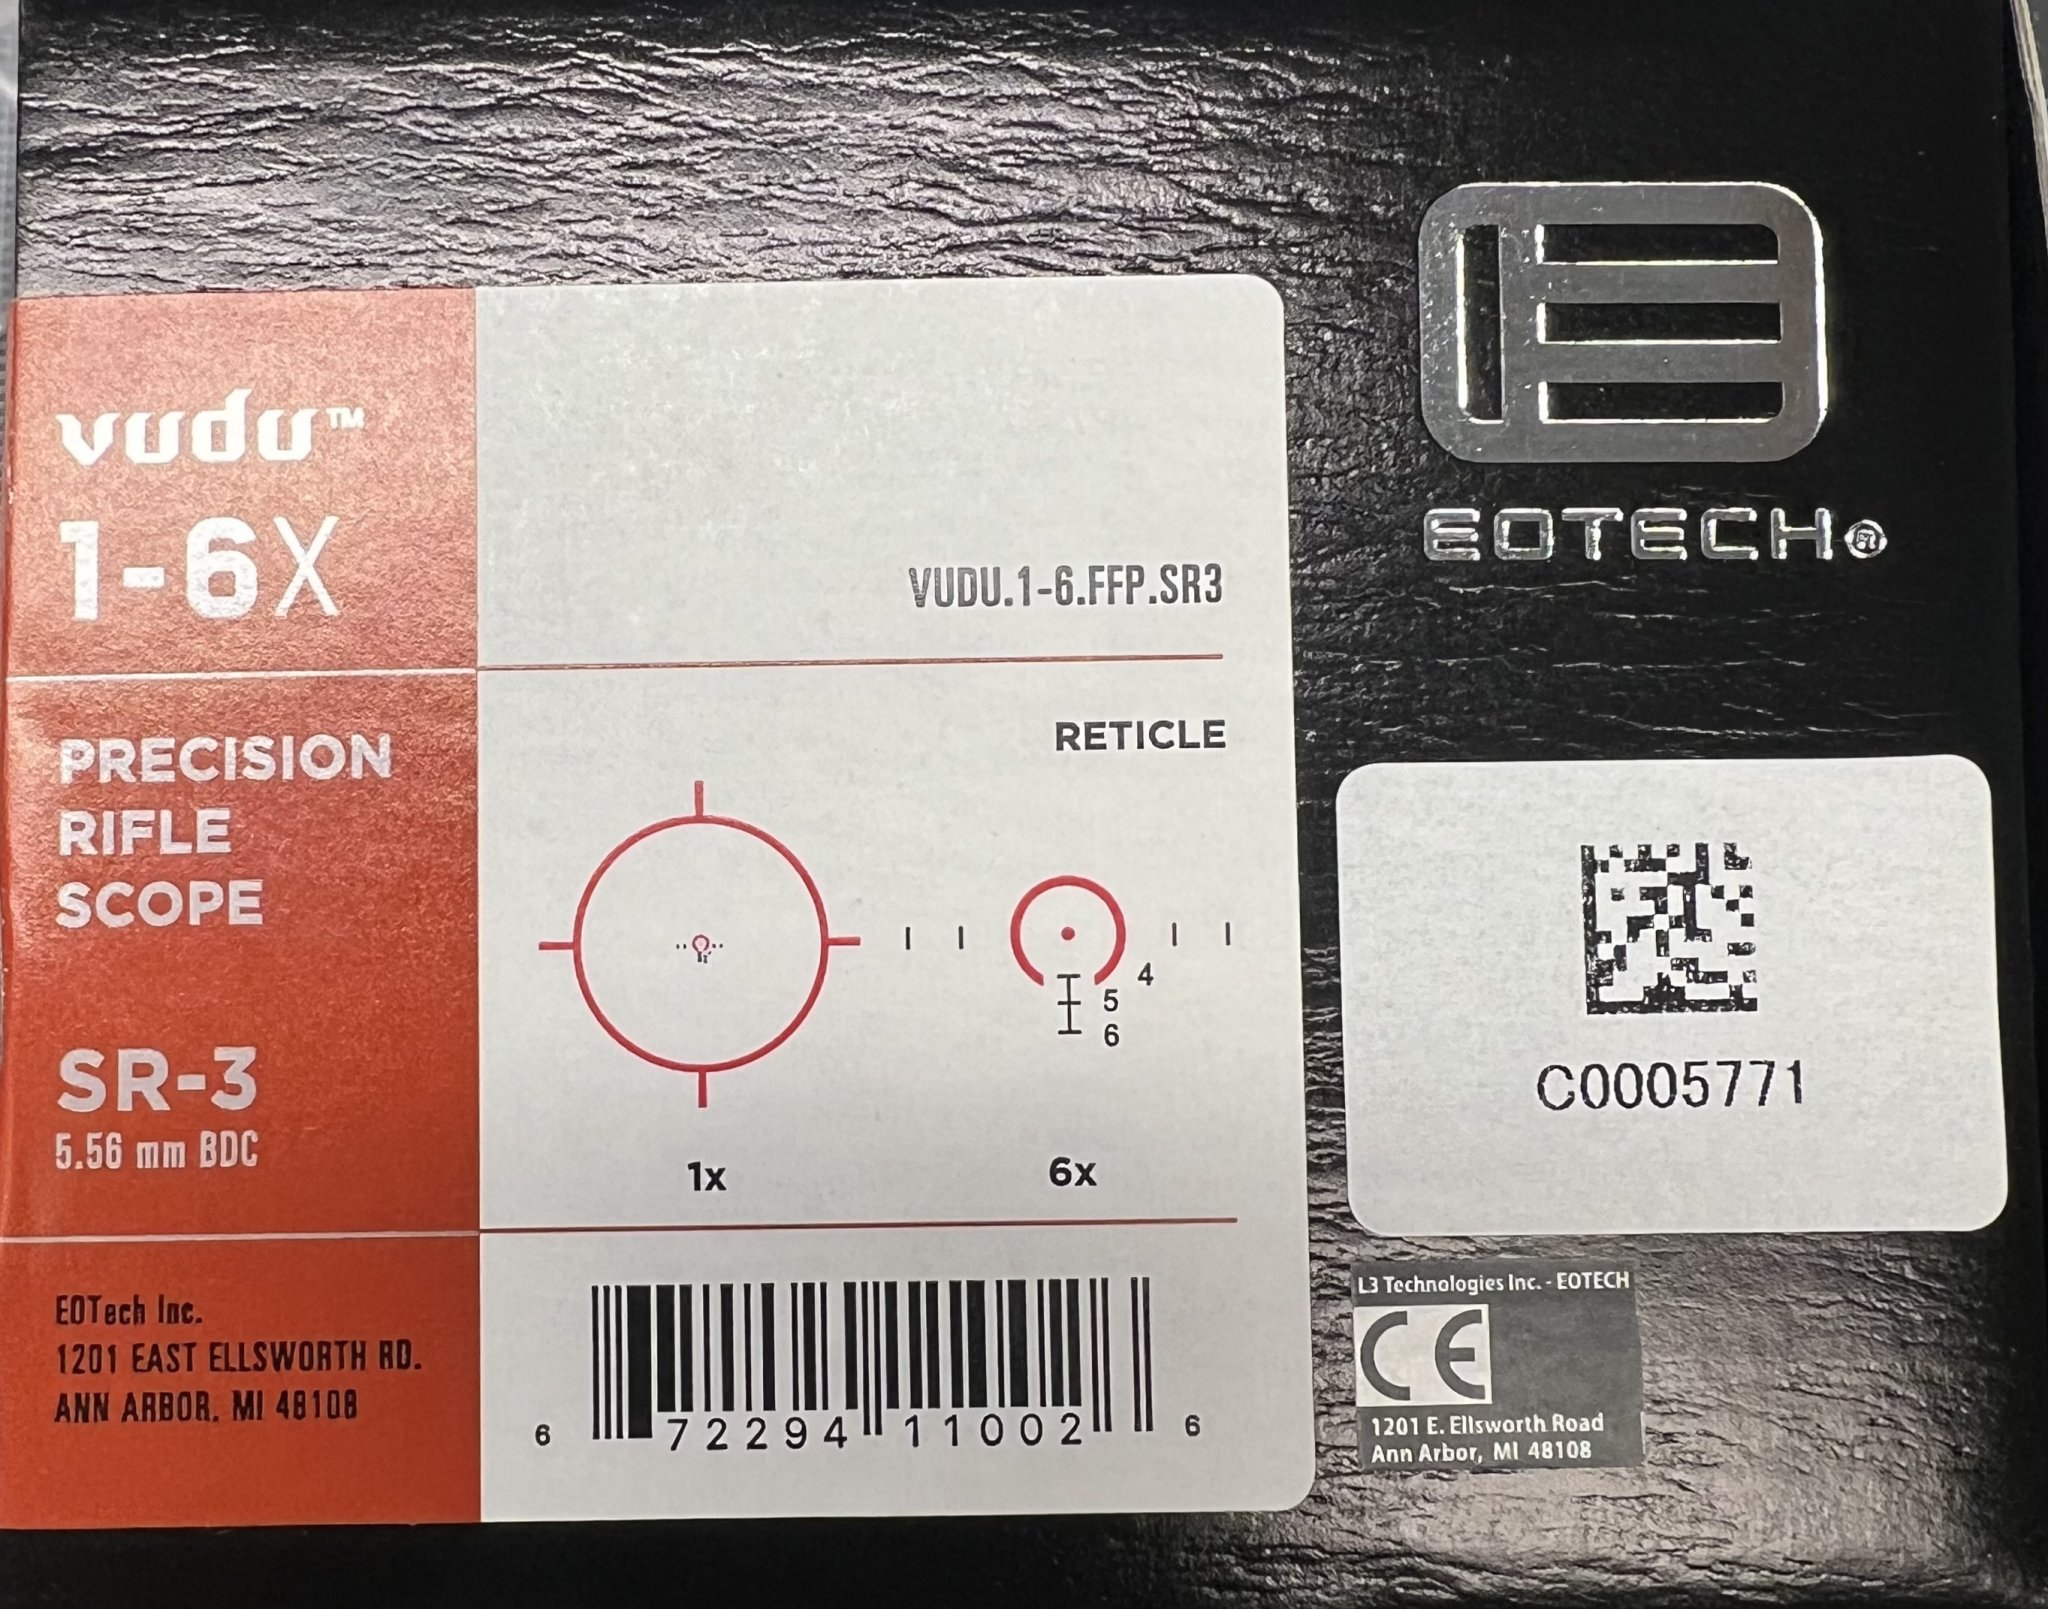 vudu™
1-6X
VUDU.1-6.FFP.SR3
PRECISION
RIFLE
SCOPE
SR-3
5.56 mm BDC
RETICLE
4
5
6
1x
6x
EOTech Inc.
1201 EAST ELLSWORTH RD.
ANN ARBOR, MI 48108
6 72294 11002 6
EOTECH®
C0005771
L3 Technologies Inc. - EOTECH
CE
1201 E. Ellsworth Road
Ann Arbor, MI 48108